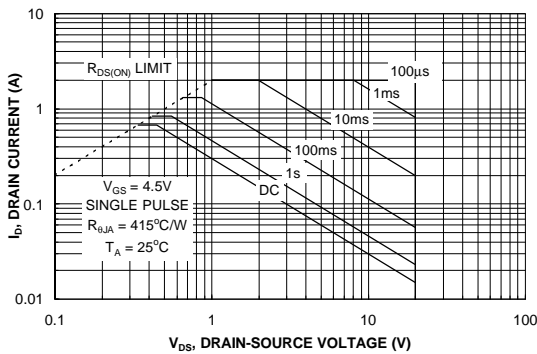 10
R_DS(ON) LIMIT
100µs
1ms
10ms
100ms
1s
DC
1
0.1
0.01
V_GS = 4.5V
SINGLE PULSE
R_θJA = 415°C/W
T_A = 25°C
I_D, DRAIN CURRENT (A)
0.1
1
10
100
V_DS, DRAIN-SOURCE VOLTAGE (V)